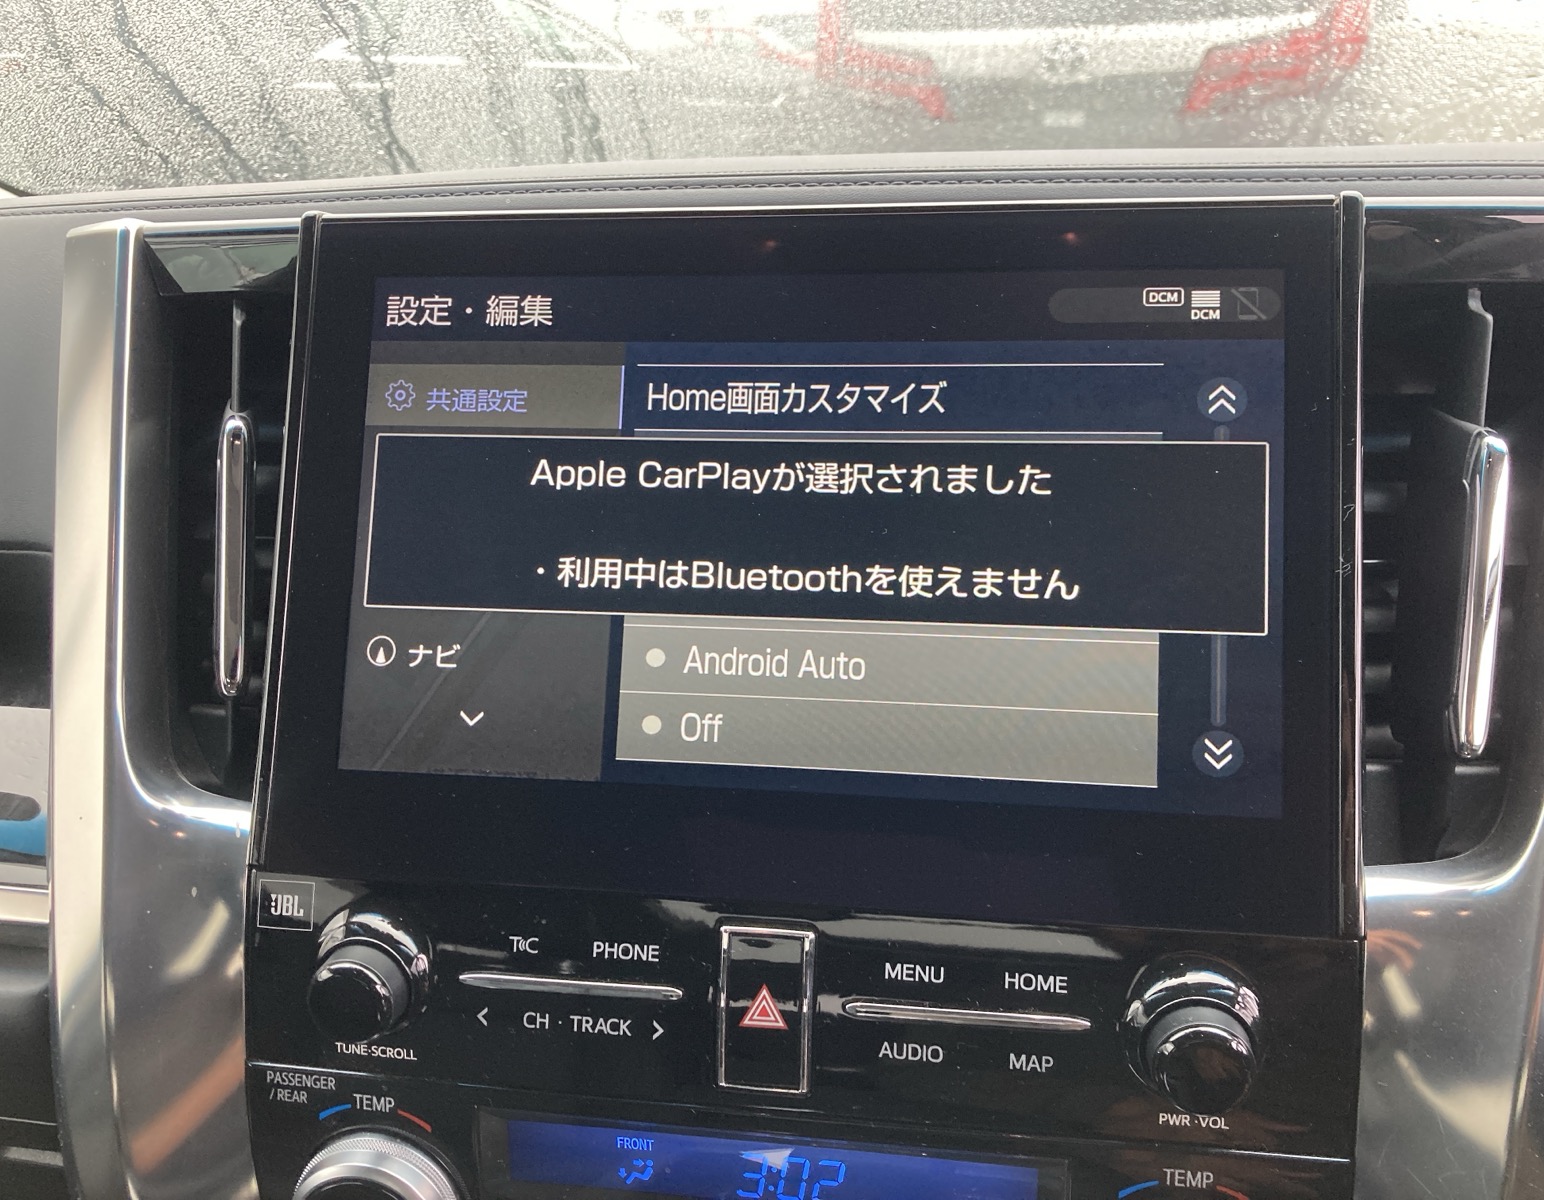 設定・編集
DCM
DCM
共通設定
Home画面カスタマイズ
Apple CarPlayが選択されました
・利用中はBluetoothを使えません
ナビ
Android Auto
Off
JBL
T C PHONE
MENU HOME
< CH · TRACK >
AUDIO MAP
TUNE·SCROLL
PWR·VOL
PASSENGER
/ REAR
TEMP
FRONT
3:02
TEMP